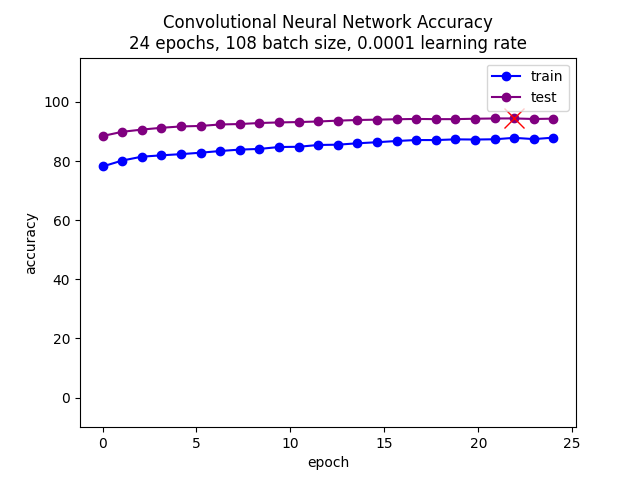 Convolutional Neural Network Accuracy
24 epochs, 108 batch size, 0.0001 learning rate
train
test
100
80
60
40
20
0
accuracy
0 5 10 15 20 25
epoch